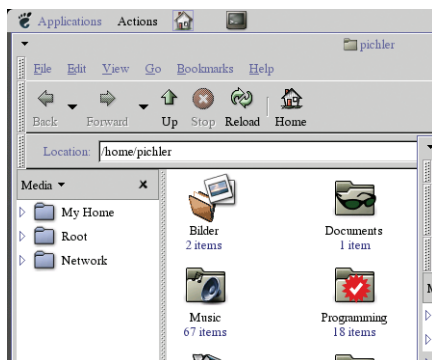 Applications Actions
pichler
File Edit View Go Bookmarks Help
Back Forward Up Stop Reload Home
Location: /home/pichler
Media
My Home
Root
Network
Bilder
2 items
Documents
1 item
Music
67 items
Programming
18 items